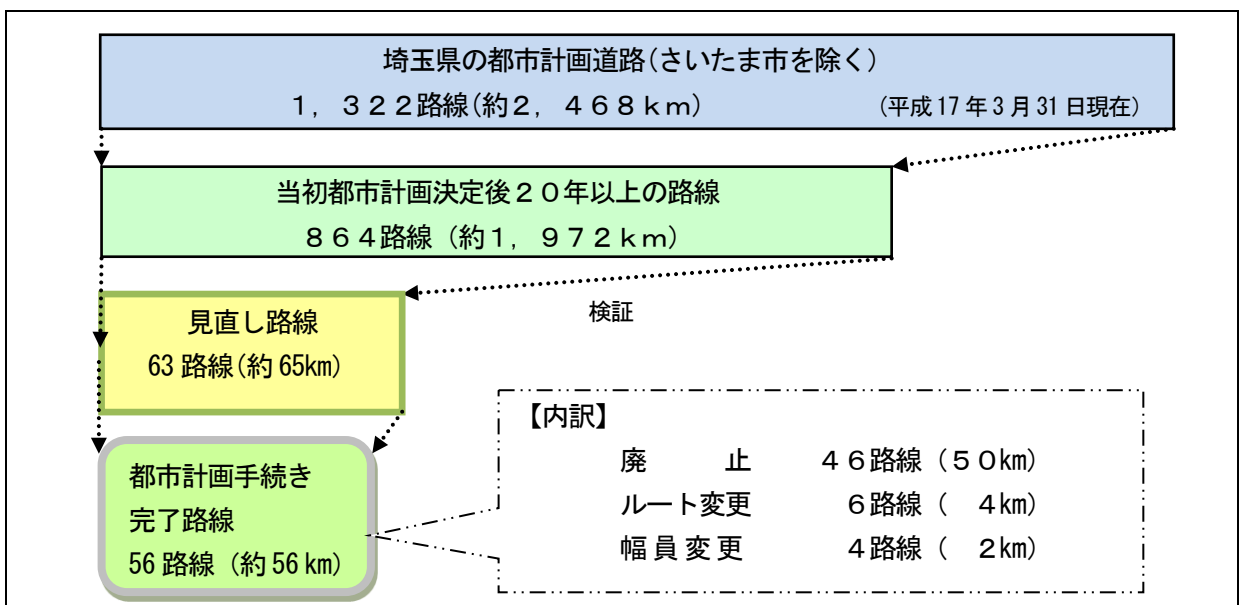 埼玉県の都市計画道路(さいたま市を除く)
1,322路線(約2,468km) (平成17年3月31日現在)
当初都市計画決定後20年以上の路線
864路線(約1,972km)
検証
見直し路線
63路線(約65km)
都市計画手続き
完了路線
56路線(約56km)
【内訳】
廃 止 46路線(50km)
ルート変更 6路線( 4km)
幅員変更 4路線( 2km)